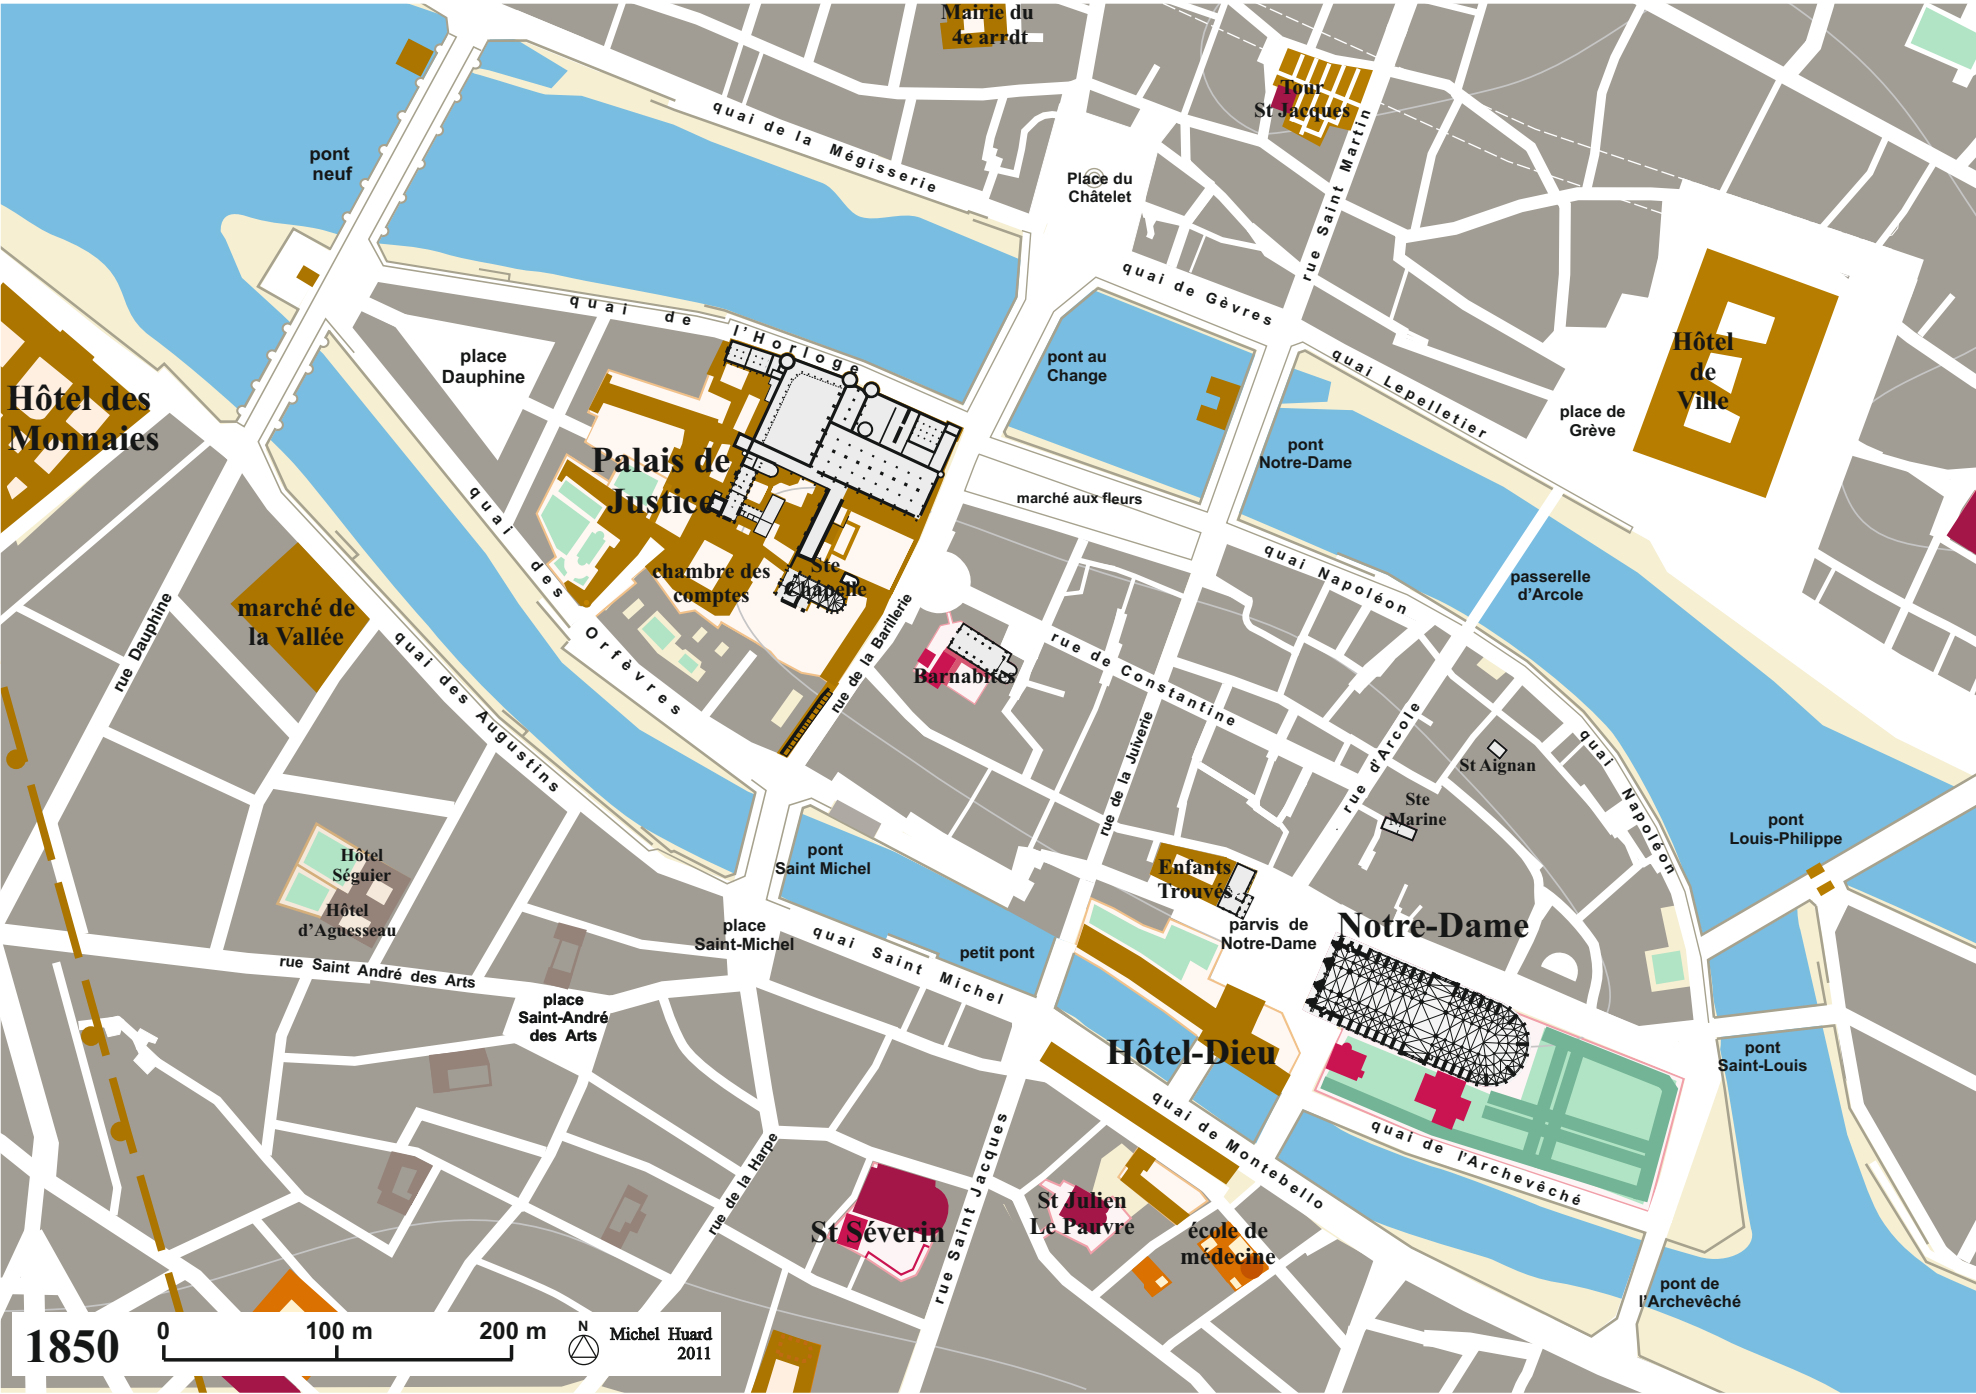 Mairie du
4e arrdt
Tour
St Jacques
quai de la Mégisserie
pont
neuf
Place du
Châtelet
rue Saint Martin
quai de Gèvres
quai de l'Horloge
place
Dauphine
pont au
Change
quai Lepelletier
Hôtel
de
Ville
place de
Grève
Hôtel des
Monnaies
pont
Notre-Dame
Palais de
Justice
marché aux fleurs
quai des Orfèvres
quai Napoléon
passerelle
d'Arcole
chambre des
comptes
Ste
Chapelle
marché de
la Vallée
rue Dauphine
rue de la Barillerie
Barnabites
rue de Constantine
quai des Augustins
rue de la Juiverie
rue d'Arcole
St Aignan
quai Napoléon
Ste
Marine
pont
Louis-Philippe
Hôtel
Séguier
Hôtel
d'Aguesseau
pont
Saint Michel
Enfants
Trouvés
place
Saint-Michel
quai Saint Michel
petit pont
parvis de
Notre-Dame
Notre-Dame
rue Saint André des Arts
place
Saint-André
des Arts
Hôtel-Dieu
pont
Saint-Louis
quai de Montebello
quai de l'Archevêché
rue de la Harpe
rue Saint Jacques
St Séverin
St Julien
Le Pauvre
école de
médecine
pont de
l'Archevêché
1850
0 100 m 200 m
N
Michel Huard
2011